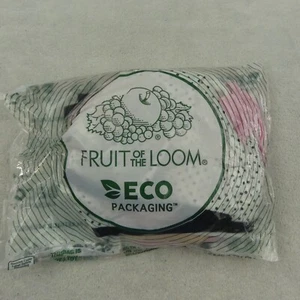 FRUIT OF THE LOOM®
ECO
PACKAGING™